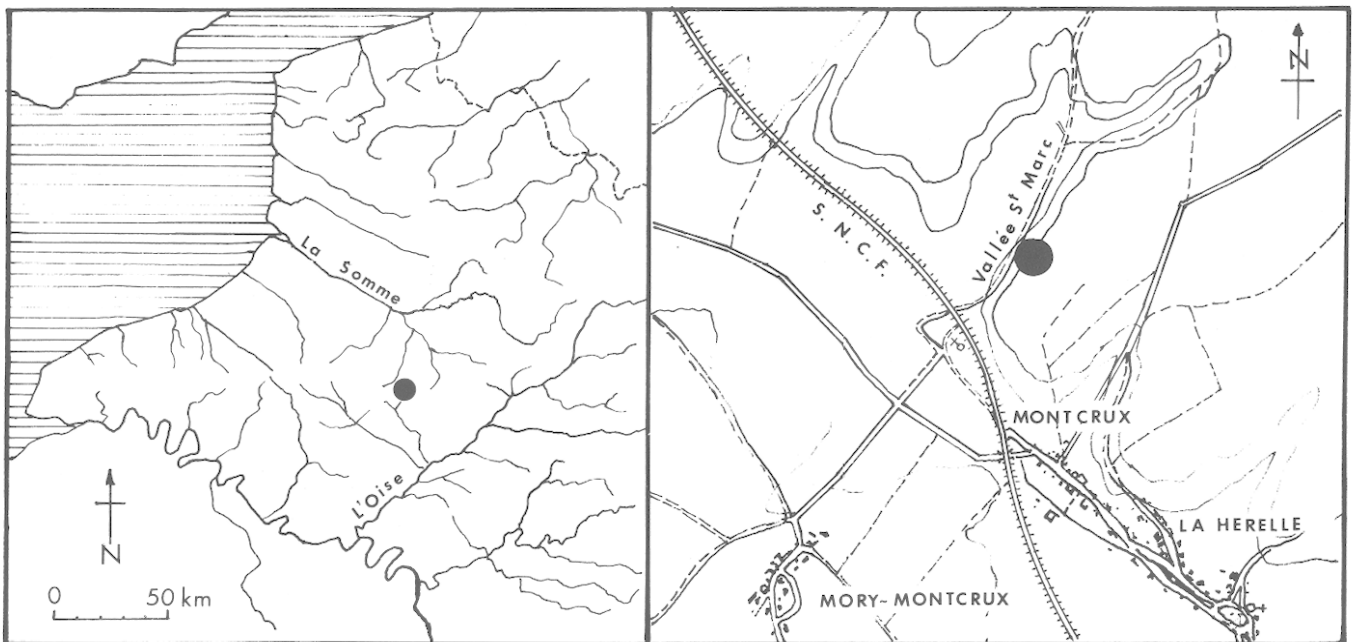 La Somme
L'Oise
N
0 50 km
N
S. N. C. F.
Vallée St Marc
MONTCRUX
LA HERELLE
MORY-MONTCRUX